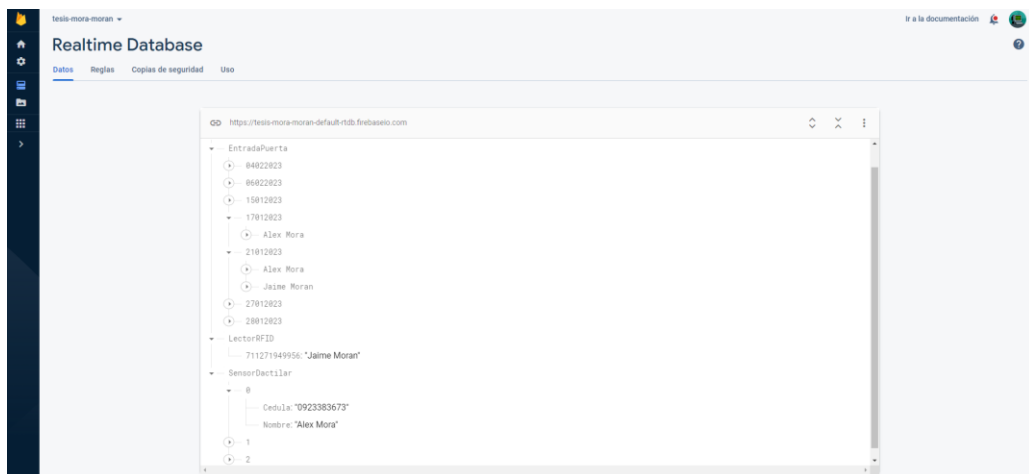 tesis-mora-moran
Ir a la documentación
Realtime Database
Datos Reglas Copias de seguridad Uso
https://tesis-mora-moran-default-rtdb.firebaseio.com
EntradaPuerta
04022023
06022023
15012023
17012023
Alex Mora
21012023
Alex Mora
Jaime Moran
27012023
28012023
LectorRFID
711271949956: "Jaime Moran"
SensorDactilar
0
Cedula: "0923383673"
Nombre: "Alex Mora"
1
2